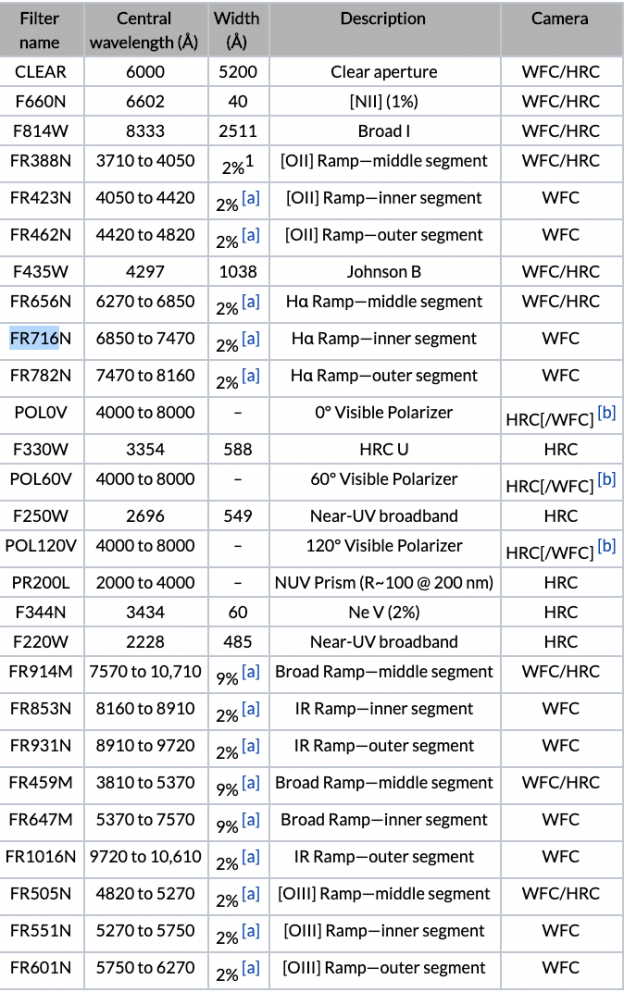 Filter name Central wavelength (Å) Width (Å) Description Camera
CLEAR 6000 5200 Clear aperture WFC/HRC
F660N 6602 40 [NII] (1%) WFC/HRC
F814W 8333 2511 Broad I WFC/HRC
FR388N 3710 to 4050 2%1 [OII] Ramp—middle segment WFC/HRC
FR423N 4050 to 4420 2% [a] [OII] Ramp—inner segment WFC
FR462N 4420 to 4820 2% [a] [OII] Ramp—outer segment WFC
F435W 4297 1038 Johnson B WFC/HRC
FR656N 6270 to 6850 2% [a] Hα Ramp—middle segment WFC/HRC
FR716N 6850 to 7470 2% [a] Hα Ramp—inner segment WFC
FR782N 7470 to 8160 2% [a] Hα Ramp—outer segment WFC
POL0V 4000 to 8000 – 0° Visible Polarizer HRC[/WFC] [b]
F330W 3354 588 HRC U HRC
POL60V 4000 to 8000 – 60° Visible Polarizer HRC[/WFC] [b]
F250W 2696 549 Near-UV broadband HRC
POL120V 4000 to 8000 – 120° Visible Polarizer HRC[/WFC] [b]
PR200L 2000 to 4000 – NUV Prism (R~100 @ 200 nm) HRC
F344N 3434 60 Ne V (2%) HRC
F220W 2228 485 Near-UV broadband HRC
FR914M 7570 to 10,710 9% [a] Broad Ramp—middle segment WFC/HRC
FR853N 8160 to 8910 2% [a] IR Ramp—inner segment WFC
FR931N 8910 to 9720 2% [a] IR Ramp—outer segment WFC
FR459M 3810 to 5370 9% [a] Broad Ramp—middle segment WFC/HRC
FR647M 5370 to 7570 9% [a] Broad Ramp—inner segment WFC
FR1016N 9720 to 10,610 2% [a] IR Ramp—outer segment WFC
FR505N 4820 to 5270 2% [a] [OIII] Ramp—middle segment WFC/HRC
FR551N 5270 to 5750 2% [a] [OIII] Ramp—inner segment WFC
FR601N 5750 to 6270 2% [a] [OIII] Ramp—outer segment WFC